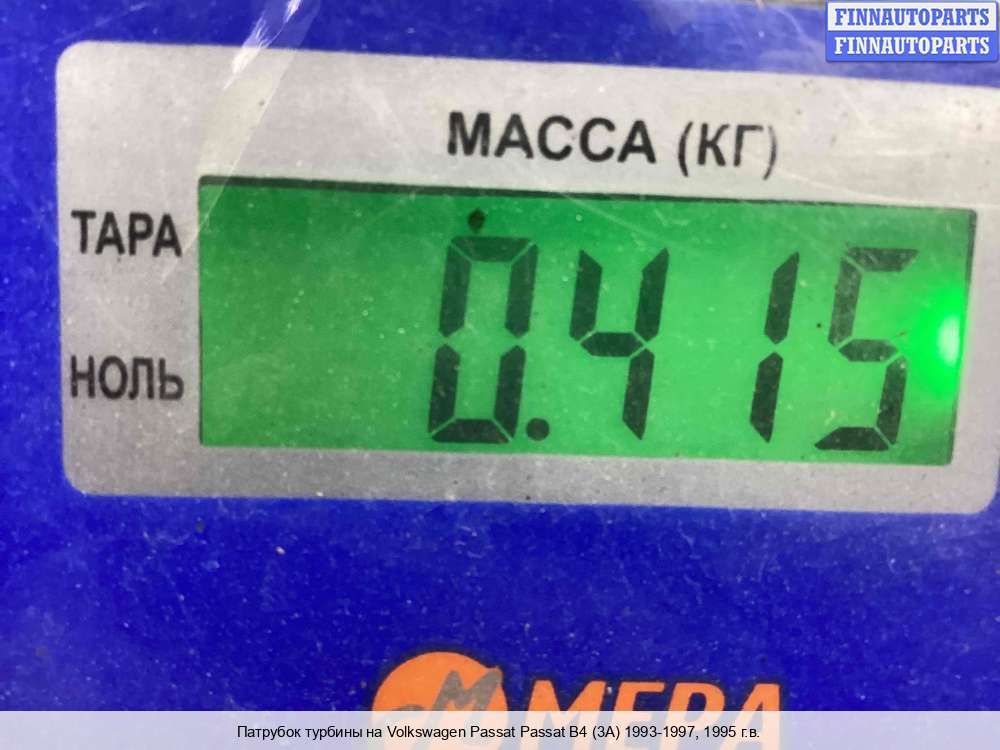 FINNAUTOPARTS
FINNAUTOPARTS
МАССА (КГ)
ТАРА
0.415
НОЛЬ
МЕРА
Патрубок турбины на Volkswagen Passat Passat B4 (3A) 1993-1997, 1995 г.в.